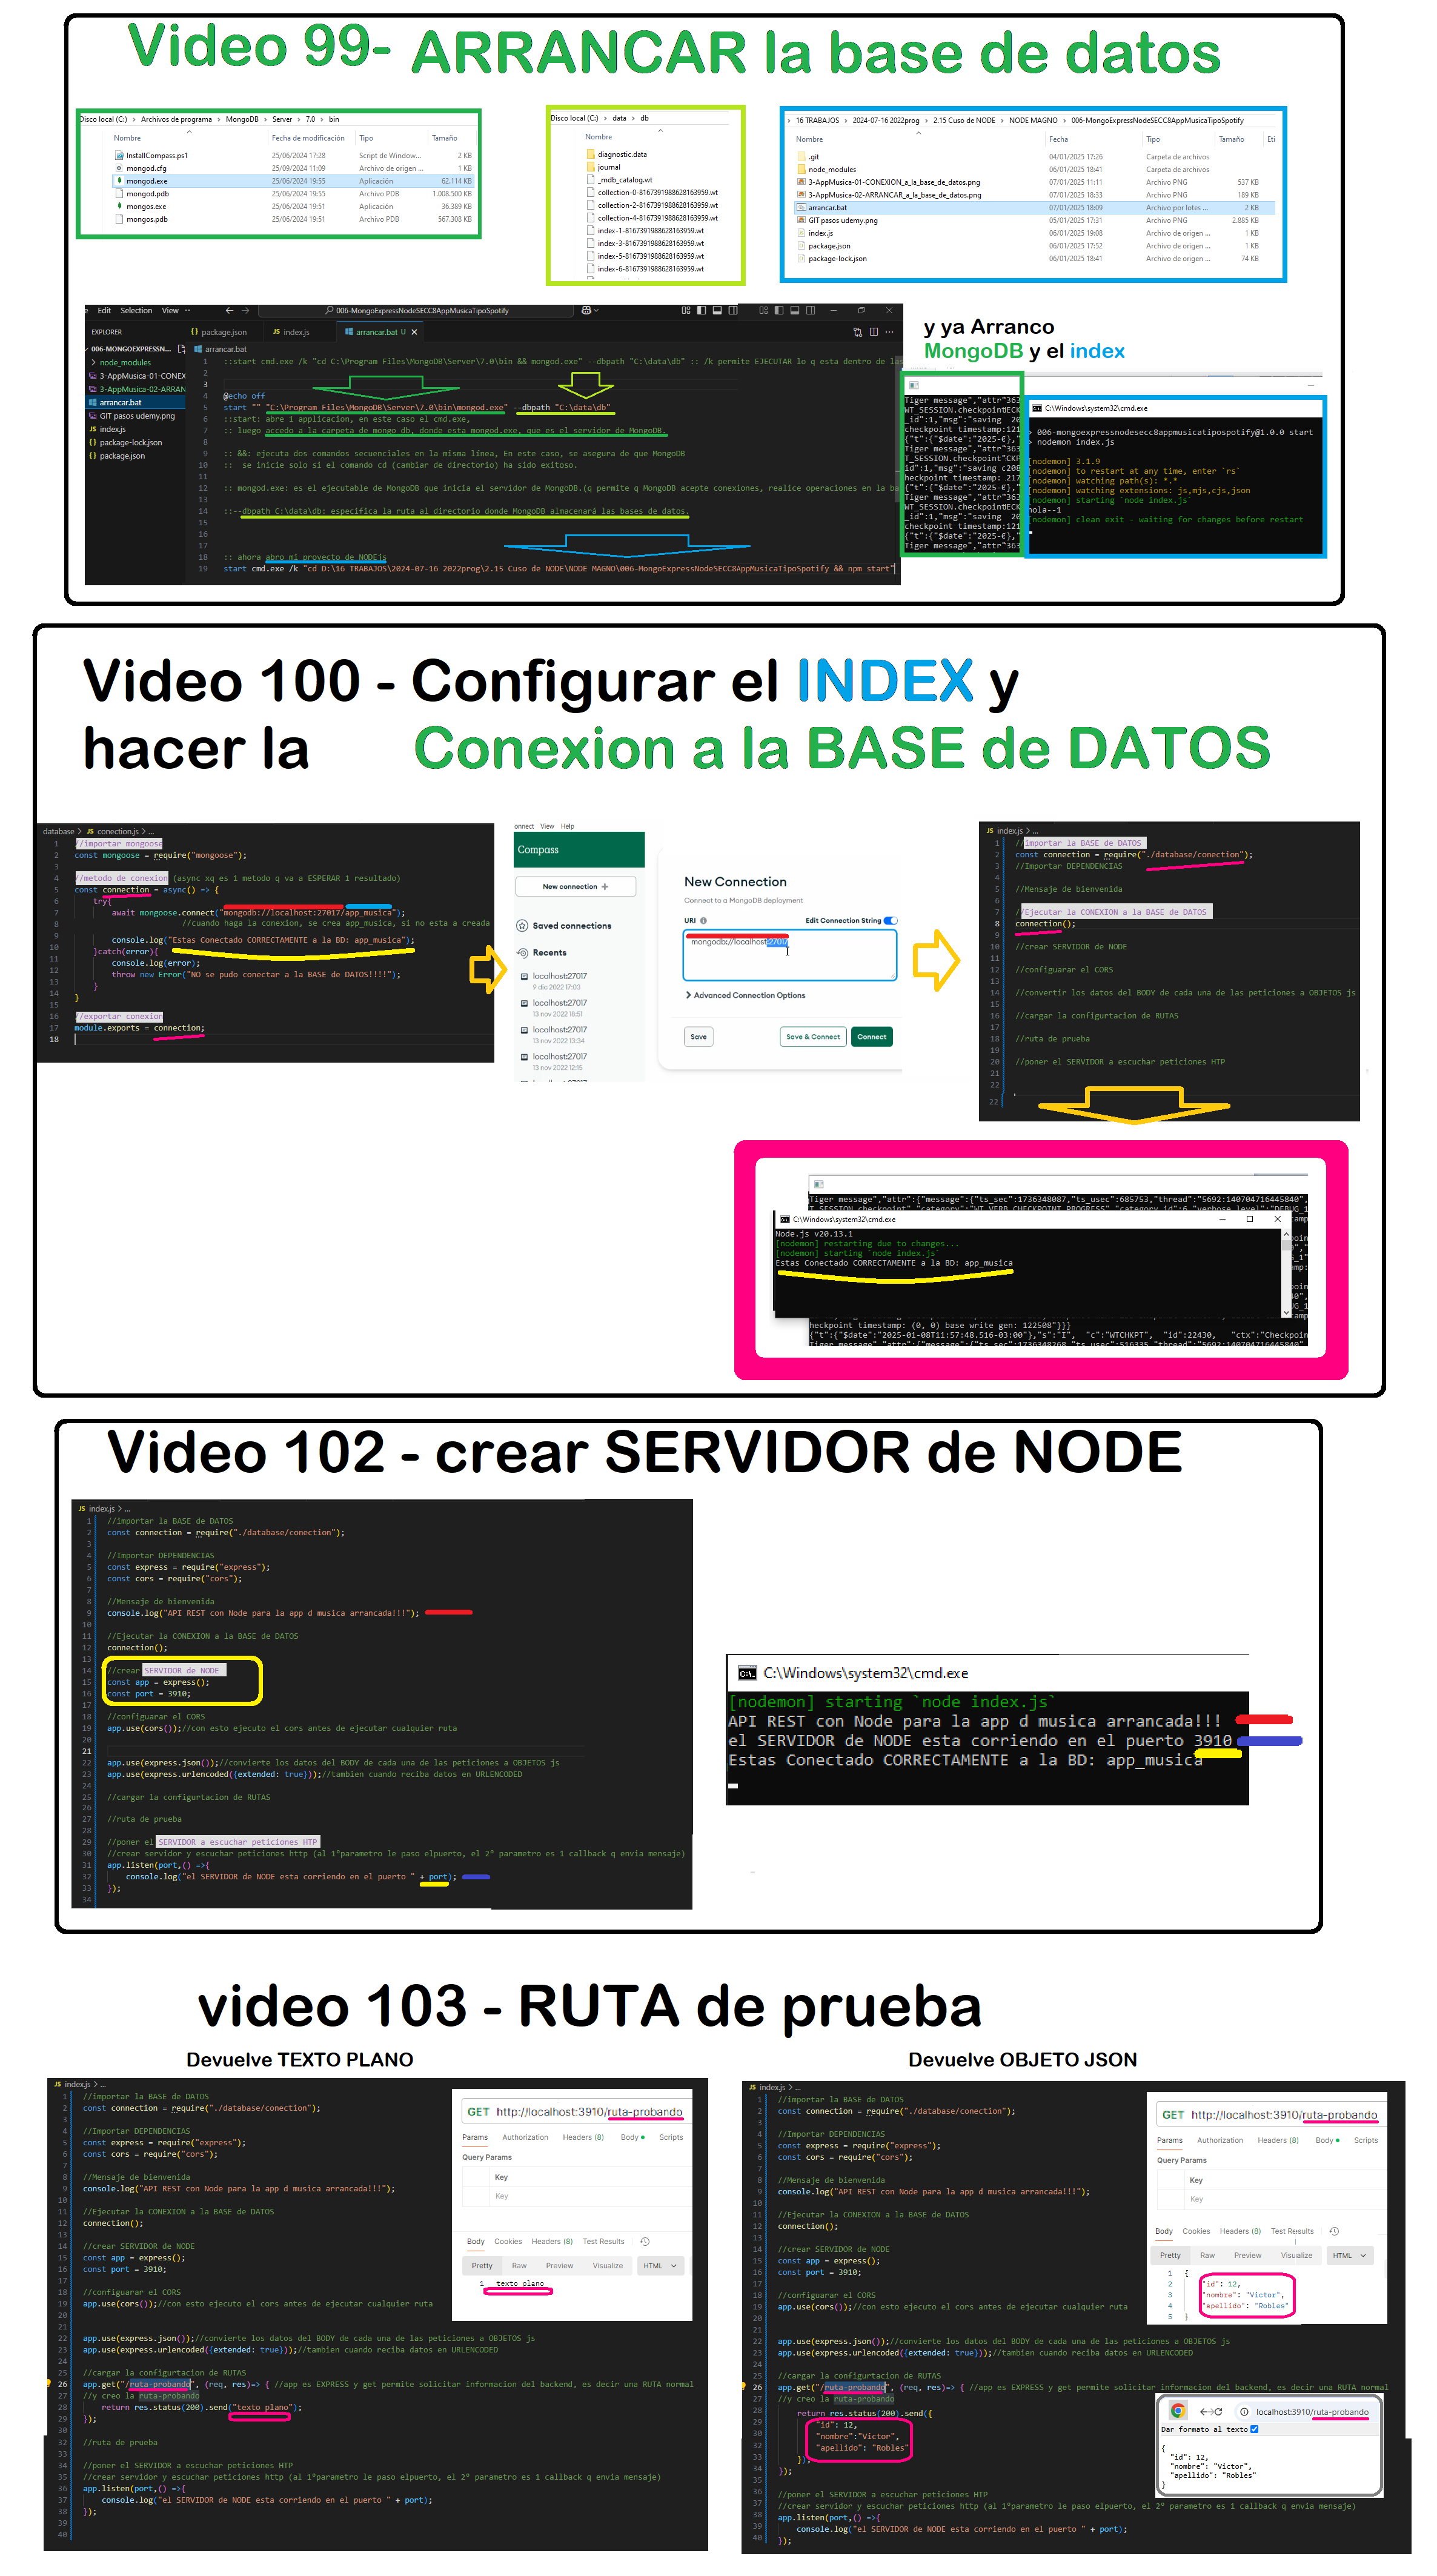 Video 99- ARRANCAR la base de datos
Disco local (C:) > Archivos de programa > MongoDB > Server > 7.0 > bin
Nombre Fecha de modificación Tipo Tamaño
InstallCompass.ps1 25/06/2024 17:28 Script de Window... 2 KB
mongod.cfg 25/09/2024 11:09 Archivo de origen ... 1 KB
mongod.exe 25/06/2024 19:55 Aplicación 62.114 KB
mongod.pdb 25/06/2024 19:55 Archivo PDB 1.008.500 KB
mongos.exe 25/06/2024 19:51 Aplicación 36.389 KB
mongos.pdb 25/06/2024 19:51 Archivo PDB 567.308 KB
Disco local (C:) > data > db
Nombre
diagnostic.data
journal
_mdb_catalog.wt
collection-0-8167391988628163959.wt
collection-2-8167391988628163959.wt
collection-4-8167391988628163959.wt
index-1-8167391988628163959.wt
index-3-8167391988628163959.wt
index-5-8167391988628163959.wt
index-6-8167391988628163959.wt
> 16 TRABAJOS > 2024-07-16 2022prog > 2.15 Cuso de NODE > NODE MAGNO > 006-MongoExpressNodeSECC8AppMusicaTipoSpotify
Nombre Fecha Tipo Tamaño Eti
.git 04/01/2025 17:26 Carpeta de archivos
node_modules 06/01/2025 18:41 Carpeta de archivos
3-AppMusica-01-CONEXION_a_la_base_de_datos.png 07/01/2025 11:11 Archivo PNG 537 KB
3-AppMusica-02-ARRANCAR_a_la_base_de_datos.png 07/01/2025 18:33 Archivo PNG 189 KB
arrancar.bat 07/01/2025 18:09 Archivo por lotes ... 2 KB
GIT pasos udemy.png 05/01/2025 17:31 Archivo PNG 2.885 KB
index.js 06/01/2025 19:08 Archivo de origen ... 1 KB
package.json 06/01/2025 17:52 Archivo de origen ... 1 KB
package-lock.json 06/01/2025 18:41 Archivo de origen ... 74 KB
Edit Selection View 006-MongoExpressNodeSECC8AppMusicaTipoSpotify
EXPLORER
package.json index.js arrancar.bat U
006-MONGOEXPRESSN...
node_modules
3-AppMusica-01-CONEX
3-AppMusica-02-ARRAN
arrancar.bat
GIT pasos udemy.png
index.js
package-lock.json
package.json
arrancar.bat
1 ::start cmd.exe /k "cd C:\Program Files\MongoDB\Server\7.0\bin && mongod.exe" --dbpath "C:\data\db" :: /k permite EJECUTAR lo q esta dentro de las
2
3
4 @echo off
5 start "" "C:\Program Files\MongoDB\Server\7.0\bin\mongod.exe" --dbpath "C:\data\db"
6 ::start: abre 1 applicacion, en este caso el cmd.exe,
7 :: luego accedo a la carpeta de mongo db, donde esta mongod.exe, que es el servidor de MongoDB.
8
9 :: &&: ejecuta dos comandos secuenciales en la misma línea, En este caso, se asegura de que MongoDB
10 :: se inicie solo si el comando cd (cambiar de directorio) ha sido exitoso.
11
12 :: mongod.exe: es el ejecutable de MongoDB que inicia el servidor de MongoDB.(q permite q MongoDB acepte conexiones, realice operaciones en la ba
13
14 ::--dbpath C:\data\db: especifica la ruta al directorio donde MongoDB almacenará las bases de datos.
15
16
17
18 :: ahora abro mi proyecto de NODEjs
19 start cmd.exe /k "cd D:\16 TRABAJOS\2024-07-16 2022prog\2.15 Cuso de NODE\NODE MAGNO\006-MongoExpressNodeSECC8AppMusicaTipoSpotify && npm start"
y ya Arranco
MongoDB y el index
C:\Windows\system32\cmd.exe
> 006-mongoexpressnodesecc8appmusicatipospotify@1.0.0 start
> nodemon index.js
[nodemon] 3.1.9
[nodemon] to restart at any time, enter `rs`
[nodemon] watching path(s): *.*
[nodemon] watching extensions: js,mjs,cjs,json
[nodemon] starting `node index.js`
hola--1
[nodemon] clean exit - waiting for changes before restart
Video 100 - Configurar el INDEX y
hacer la Conexion a la BASE de DATOS
database > conection.js > ...
1 //importar mongoose
2 const mongoose = require("mongoose");
3
4 //metodo de conexion (async xq es 1 metodo q va a ESPERAR 1 resultado)
5 const connection = async() => {
6 try{
7 await mongoose.connect("mongodb://localhost:27017/app_musica");
8 //cuando haga la conexion, se crea app_musica, si no esta a creada
9 console.log("Estas Conectado CORRECTAMENTE a la BD: app_musica");
10 }catch(error){
11 console.log(error);
12 throw new Error("NO se pudo conectar a la BASE de DATOS!!!!");
13 }
14 }
15
16 //exportar conexion
17 module.exports = connection;
18
onnect View Help
Compass
New connection +
Saved connections
Recents
localhost:27017
9 dic 2022 17:03
localhost:27017
13 nov 2022 18:51
localhost:27017
13 nov 2022 13:34
localhost:27017
13 nov 2022 12:15
New Connection
Connect to a MongoDB deployment
URI Edit Connection String
mongodb://localhost:27017
> Advanced Connection Options
Save Save & Connect Connect
index.js > ...
1 //importar la BASE de DATOS
2 const connection = require("./database/conection");
3 //Importar DEPENDENCIAS
4
5 //Mensaje de bienvenida
6
7 //Ejecutar la CONEXION a la BASE de DATOS
8 connection();
9
10 //crear SERVIDOR de NODE
11
12 //configuarar el CORS
13
14 //convertir los datos del BODY de cada una de las peticiones a OBJETOS js
15
16 //cargar la configurtacion de RUTAS
17
18 //ruta de prueba
19
20 //poner el SERVIDOR a escuchar peticiones HTP
21
22
22
C:\Windows\system32\cmd.exe
Node.js v20.13.1
[nodemon] restarting due to changes...
[nodemon] starting `node index.js`
Estas Conectado CORRECTAMENTE a la BD: app_musica
heckpoint timestamp: (0, 0) base write gen: 122508"}}}
{"t":{"$date":"2025-01-08T11:57:48.516-03:00"},"s":"I", "c":"WTCHKPT", "id":22430, "ctx":"Checkpoin
Video 102 - crear SERVIDOR de NODE
index.js > ...
1 //importar la BASE de DATOS
2 const connection = require("./database/conection");
3
4 //Importar DEPENDENCIAS
5 const express = require("express");
6 const cors = require("cors");
7
8 //Mensaje de bienvenida
9 console.log("API REST con Node para la app d musica arrancada!!!");
10
11 //Ejecutar la CONEXION a la BASE de DATOS
12 connection();
13
14 //crear SERVIDOR de NODE
15 const app = express();
16 const port = 3910;
17
18 //configuarar el CORS
19 app.use(cors());//con esto ejecuto el cors antes de ejecutar cualquier ruta
20
21
22 app.use(express.json());//convierte los datos del BODY de cada una de las peticiones a OBJETOS js
23 app.use(express.urlencoded({extended: true}));//tambien cuando reciba datos en URLENCODED
24
25 //cargar la configurtacion de RUTAS
26
27 //ruta de prueba
28
29 //poner el SERVIDOR a escuchar peticiones HTP
30 //crear servidor y escuchar peticiones http (al 1ºparametro le paso elpuerto, el 2º parametro es 1 callback q envia mensaje)
31 app.listen(port,() =>{
32 console.log("el SERVIDOR de NODE esta corriendo en el puerto " + port);
33 });
34
C:\Windows\system32\cmd.exe
[nodemon] starting `node index.js`
API REST con Node para la app d musica arrancada!!!
el SERVIDOR de NODE esta corriendo en el puerto 3910
Estas Conectado CORRECTAMENTE a la BD: app_musica
video 103 - RUTA de prueba
Devuelve TEXTO PLANO
index.js > ...
1 //importar la BASE de DATOS
2 const connection = require("./database/conection");
3
4 //Importar DEPENDENCIAS
5 const express = require("express");
6 const cors = require("cors");
7
8 //Mensaje de bienvenida
9 console.log("API REST con Node para la app d musica arrancada!!!");
10
11 //Ejecutar la CONEXION a la BASE de DATOS
12 connection();
13
14 //crear SERVIDOR de NODE
15 const app = express();
16 const port = 3910;
17
18 //configuarar el CORS
19 app.use(cors());//con esto ejecuto el cors antes de ejecutar cualquier ruta
20
21
22 app.use(express.json());//convierte los datos del BODY de cada una de las peticiones a OBJETOS js
23 app.use(express.urlencoded({extended: true}));//tambien cuando reciba datos en URLENCODED
24
25 //cargar la configurtacion de RUTAS
26 app.get("/ruta-probando", (req, res)=> { //app es EXPRESS y get permite solicitar informacion del backend, es decir una RUTA normal
27 //y creo la ruta-probando
28 return res.status(200).send("texto plano");
29 });
30
31
32 //ruta de prueba
33
34 //poner el SERVIDOR a escuchar peticiones HTP
35 //crear servidor y escuchar peticiones http (al 1ºparametro le paso elpuerto, el 2º parametro es 1 callback q envia mensaje)
36 app.listen(port,() =>{
37 console.log("el SERVIDOR de NODE esta corriendo en el puerto " + port);
38 });
39
40
GET http://localhost:3910/ruta-probando
Params Authorization Headers (8) Body Scripts
Query Params
Key
Key
Body Cookies Headers (8) Test Results
Pretty Raw Preview Visualize HTML
1 texto plano
Devuelve OBJETO JSON
index.js > ...
1 //importar la BASE de DATOS
2 const connection = require("./database/conection");
3
4 //Importar DEPENDENCIAS
5 const express = require("express");
6 const cors = require("cors");
7
8 //Mensaje de bienvenida
9 console.log("API REST con Node para la app d musica arrancada!!!");
10
11 //Ejecutar la CONEXION a la BASE de DATOS
12 connection();
13
14 //crear SERVIDOR de NODE
15 const app = express();
16 const port = 3910;
17
18 //configuarar el CORS
19 app.use(cors());//con esto ejecuto el cors antes de ejecutar cualquier ruta
20
21
22 app.use(express.json());//convierte los datos del BODY de cada una de las peticiones a OBJETOS js
23 app.use(express.urlencoded({extended: true}));//tambien cuando reciba datos en URLENCODED
24
25 //cargar la configurtacion de RUTAS
26 app.get("/ruta-probando", (req, res)=> { //app es EXPRESS y get permite solicitar informacion del backend, es decir una RUTA normal
27 //y creo la ruta-probando
28
29 return res.status(200).send({
30 "id": 12,
31 "nombre":"Victor",
32 "apellido": "Robles"
33 });
34 });
35
36 //poner el SERVIDOR a escuchar peticiones HTP
37 //crear servidor y escuchar peticiones http (al 1ºparametro le paso elpuerto, el 2º parametro es 1 callback q envia mensaje)
38 app.listen(port,() =>{
39 console.log("el SERVIDOR de NODE esta corriendo en el puerto " + port);
40 });
GET http://localhost:3910/ruta-probando
Params Authorization Headers (8) Body Scripts
Query Params
Key
Key
Body Cookies Headers (8) Test Results
Pretty Raw Preview Visualize HTML
1 {
2 "id": 12,
3 "nombre": "Victor",
4 "apellido": "Robles"
5 }
localhost:3910/ruta-probando
Dar formato al texto
{
"id": 12,
"nombre": "Victor",
"apellido": "Robles"
}